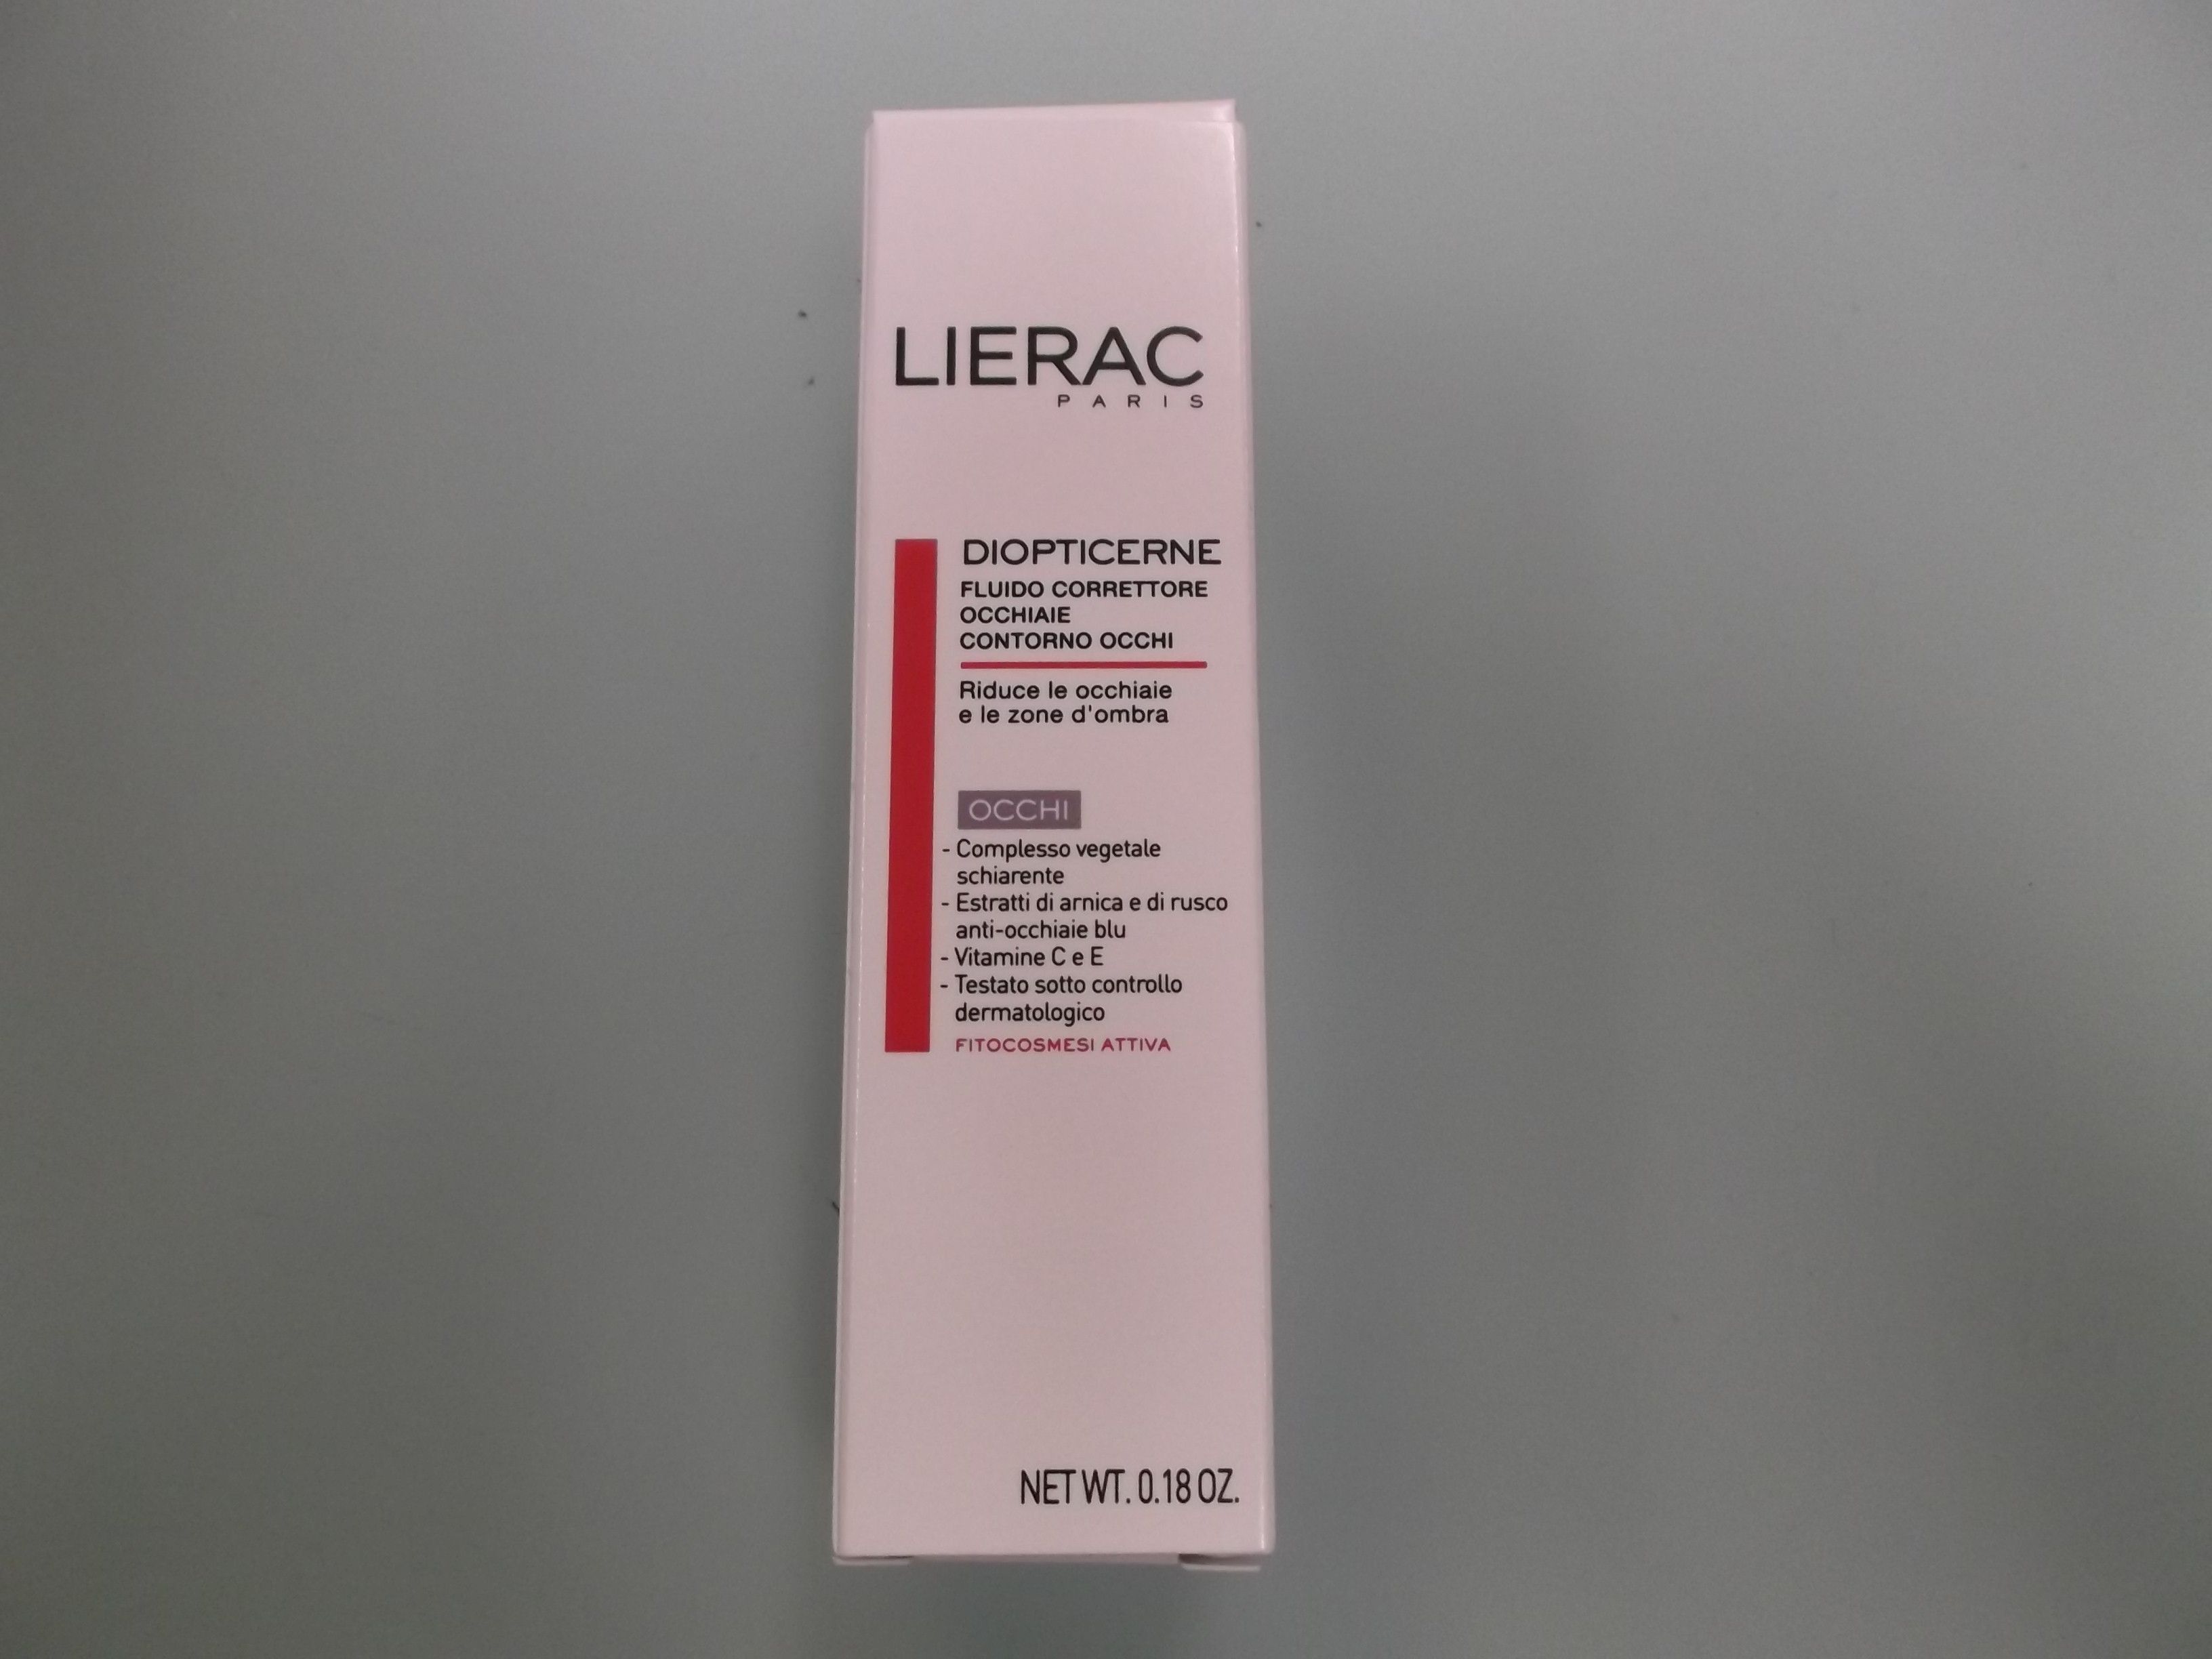 LIERAC
PARIS
DIOPTICERNE
FLUIDO CORRETTORE
OCCHIAIE
CONTORNO OCCHI
Riduce le occhiaie
e le zone d'ombra
OCCHI
- Complesso vegetale
schiarente
- Estratti di arnica e di rusco
anti-occhiaie blu
- Vitamine C e E
- Testato sotto controllo
dermatologico
FITOCOSMESI ATTIVA
NET WT. 0.18 OZ.